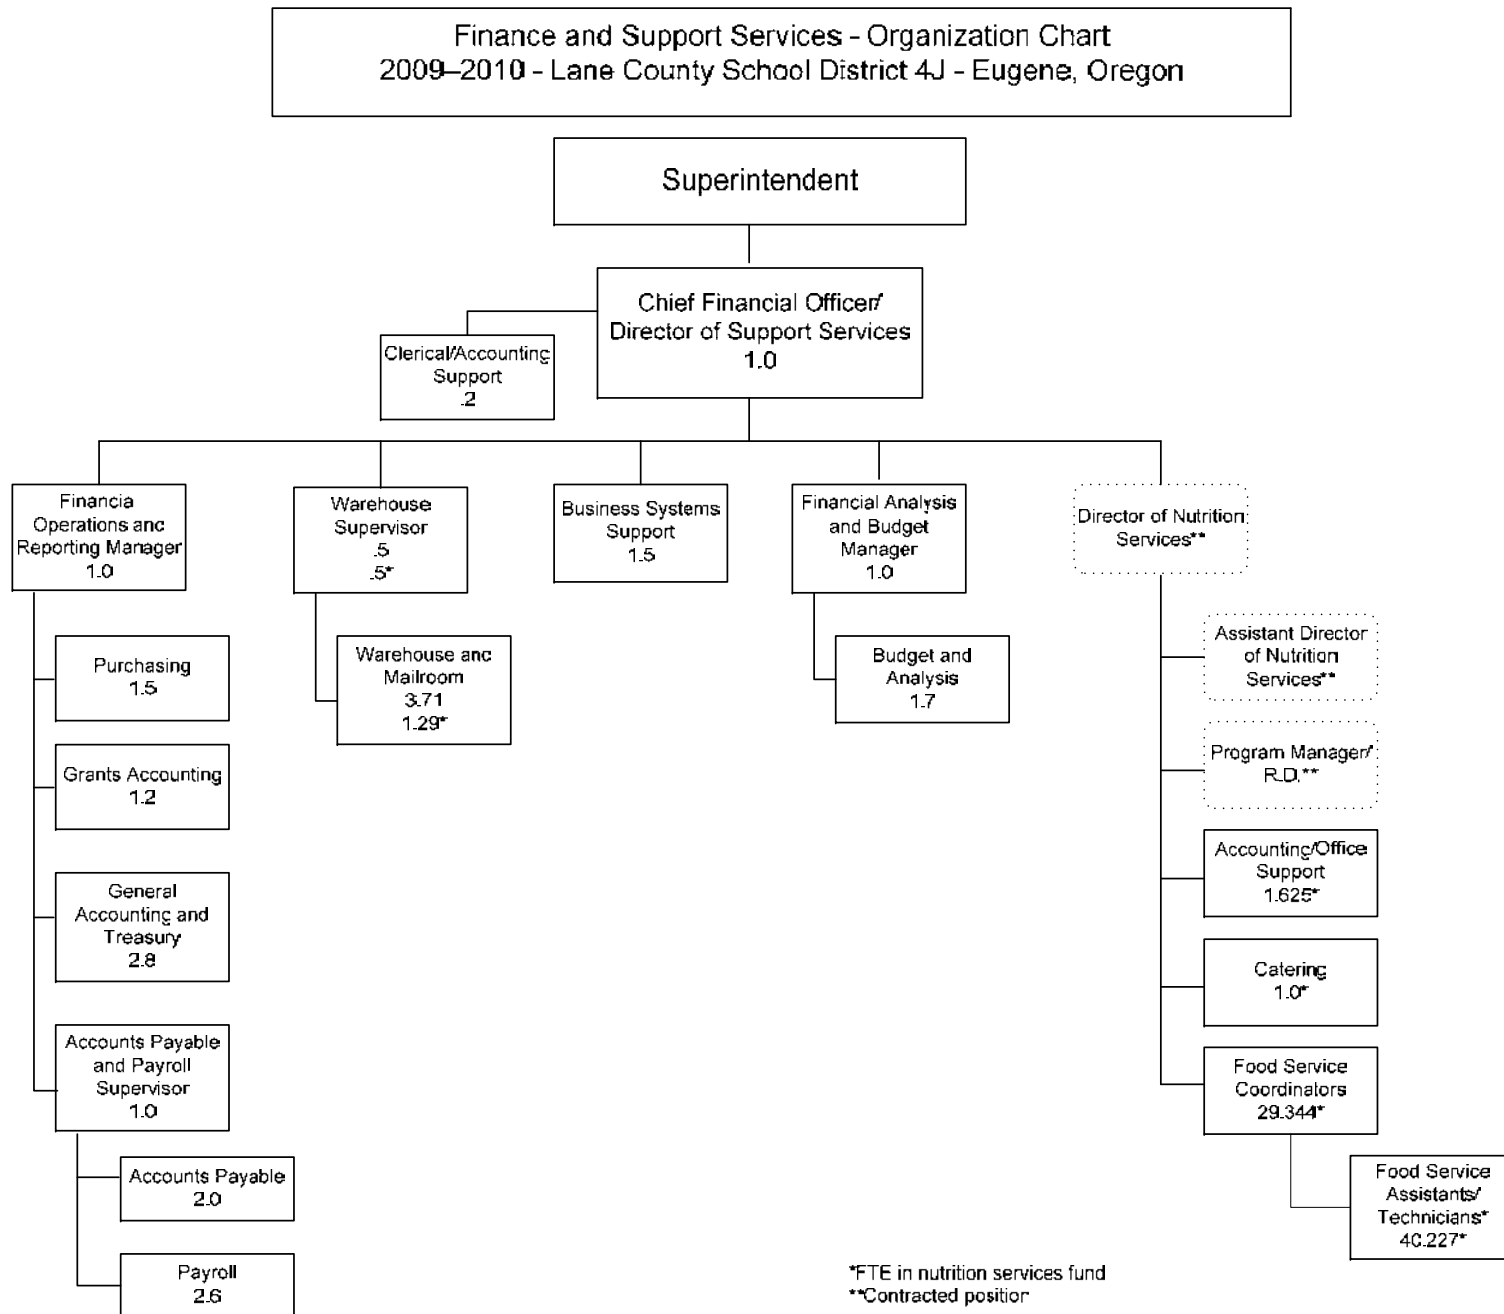 Finance and Support Services - Organization Chart
2009–2010 - Lane County School District 4J - Eugene, Oregon
Superintendent
Chief Financial Officer/
Director of Support Services
1.0
Clerical/Accounting
Support
.2
Financia
Operations and
Reporting Manager
1.0
Warehouse
Supervisor
.5
.5*
Business Systems
Support
1.5
Financial Analysis
and Budget
Manager
1.0
Director of Nutrition
Services**
Purchasing
1.5
Grants Accounting
1.2
General
Accounting and
Treasury
2.8
Accounts Payable
and Payroll
Supervisor
1.0
Accounts Payable
2.0
Payroll
2.6
Warehouse and
Mailroom
3.71
1.29*
Budget and
Analysis
1.7
Assistant Director
of Nutrition
Services**
Program Manager/
R.D.**
Accounting/Office
Support
1.625*
Catering
1.0*
Food Service
Coordinators
29.344*
Food Service
Assistants/
Technicians*
40.227*
*FTE in nutrition services fund
**Contracted position